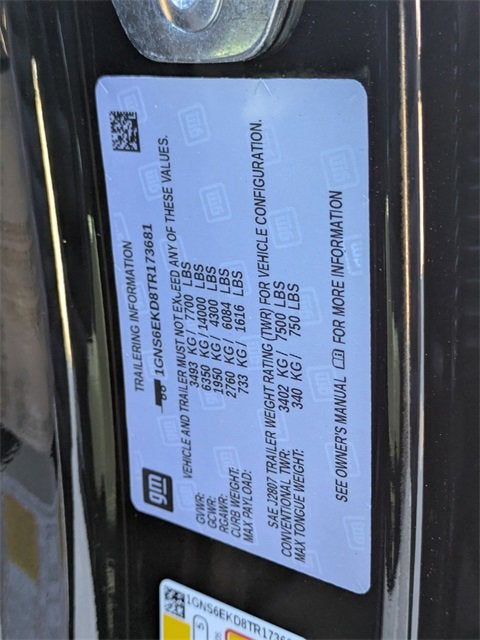 gm
TRAILERING INFORMATION
1GNS6EKD8TR173681
VEHICLE AND TRAILER MUST NOT EXCEED ANY OF THESE VALUES.
GVWR: 3493 KG / 7700 LBS
GCWR: 6350 KG / 14000 LBS
RGAWR: 1950 KG / 4300 LBS
CURB WEIGHT: 2760 KG / 6084 LBS
MAX PAYLOAD: 733 KG / 1616 LBS
SAE J2807 TRAILER WEIGHT RATING (TWR) FOR VEHICLE CONFIGURATION.
CONVENTIONAL TWR: 3402 KG / 7500 LBS
MAX TONGUE WEIGHT: 340 KG / 750 LBS
SEE OWNER'S MANUAL FOR MORE INFORMATION
1GNS6EKD8TR1736